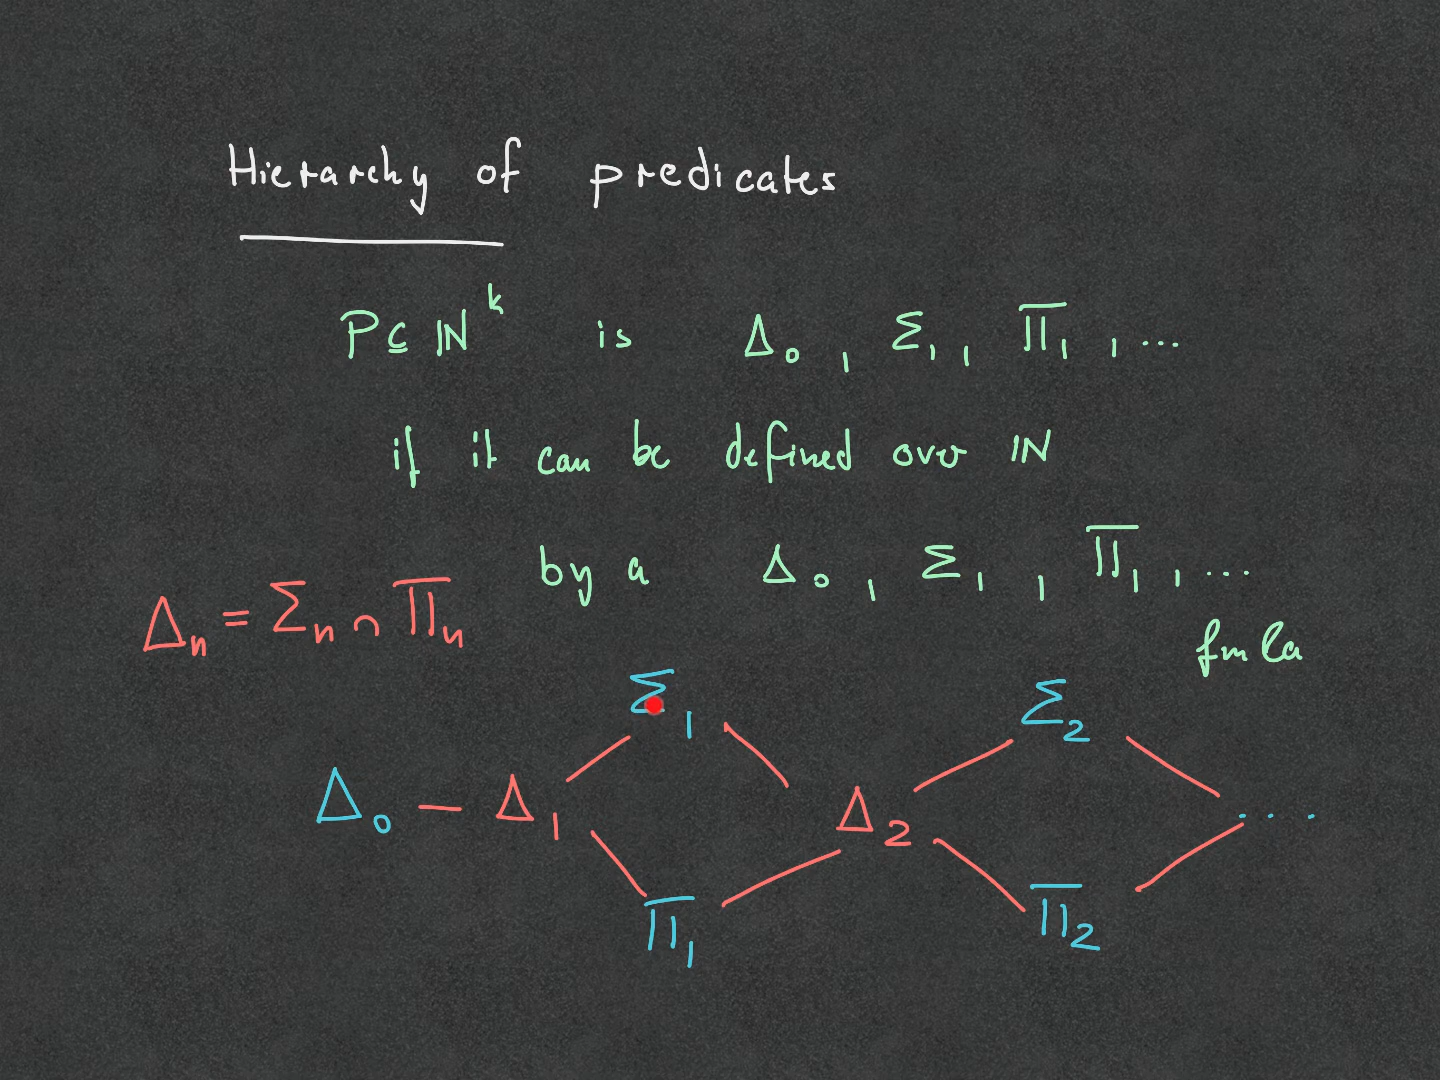 Hierarchy of predicates
P ⊆ ℕᵏ is Δ₀, Σ₁, Π₁, ...
if it can be defined over ℕ
by a Δ₀, Σ₁, Π₁, ...
fmla
Δₙ = Σₙ ∩ Πₙ
Σ₁ Σ₂
Δ₀ — Δ₁ Δ₂ ....
Π₁ Π₂